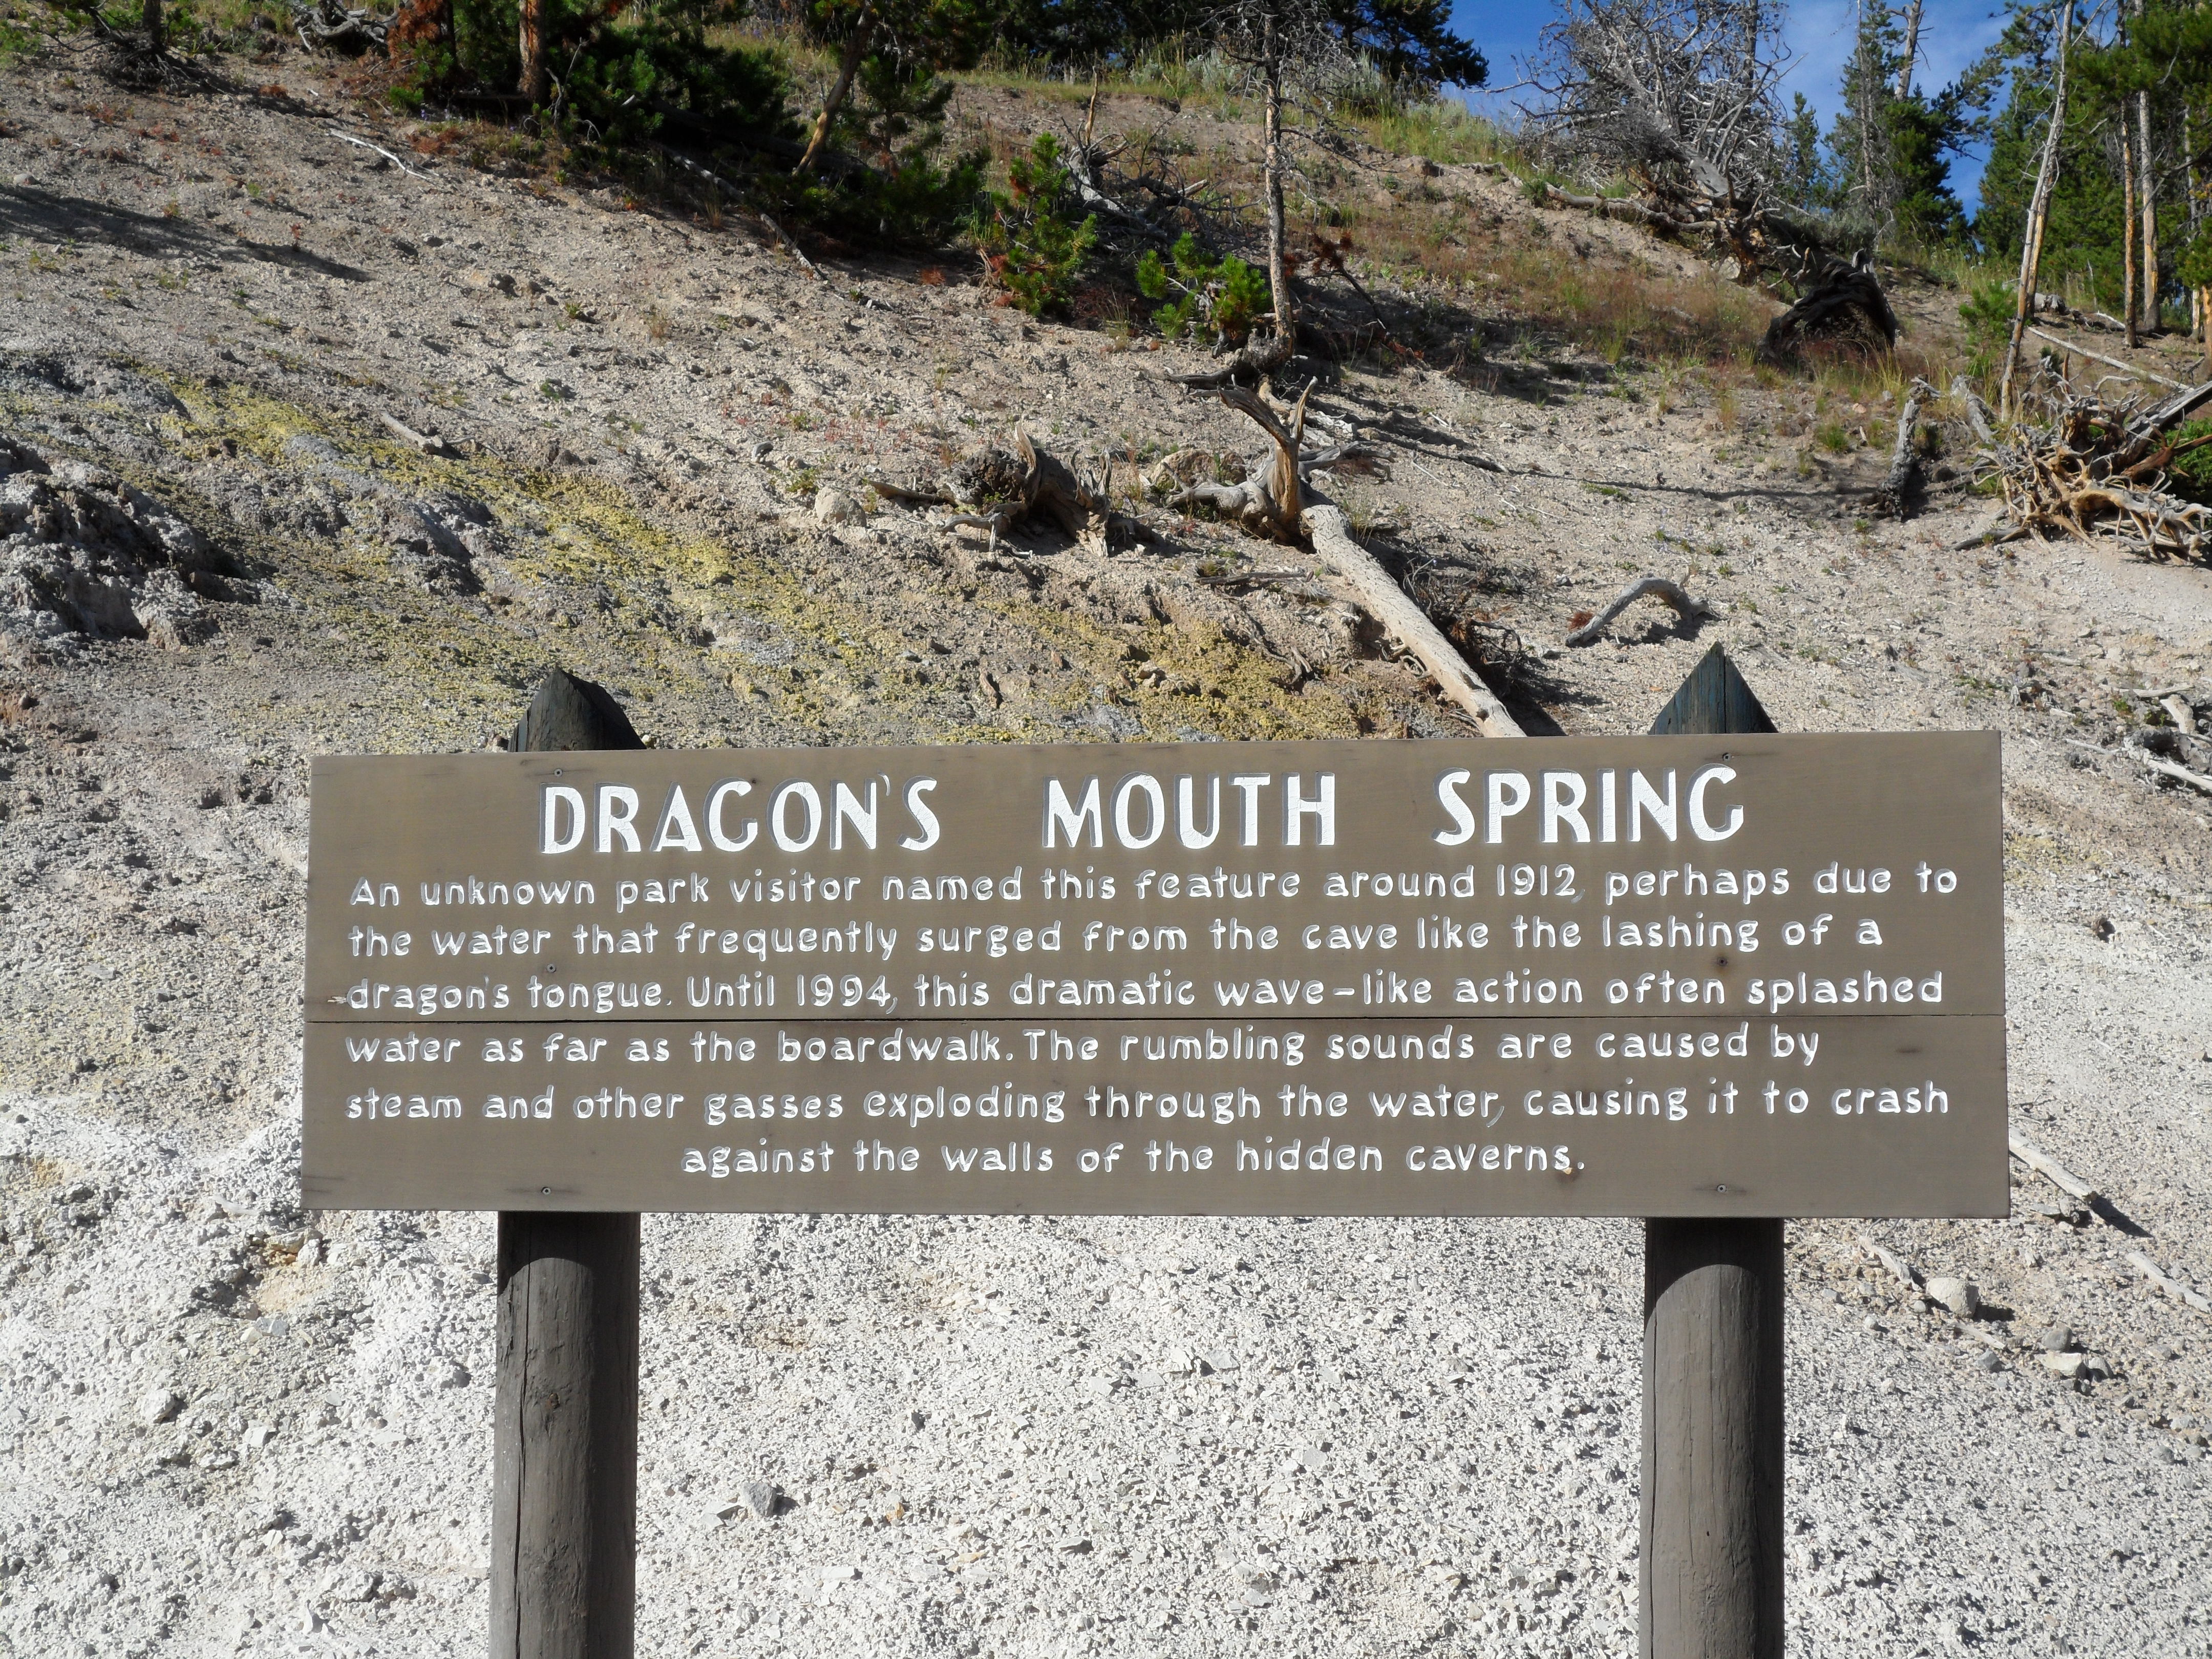 DRAGON'S MOUTH SPRING
An unknown park visitor named this feature around 1912, perhaps due to
the water that frequently surged from the cave like the lashing of a
dragon's tongue. Until 1994, this dramatic wave-like action often splashed
water as far as the boardwalk. The rumbling sounds are caused by
steam and other gasses exploding through the water, causing it to crash
against the walls of the hidden caverns.